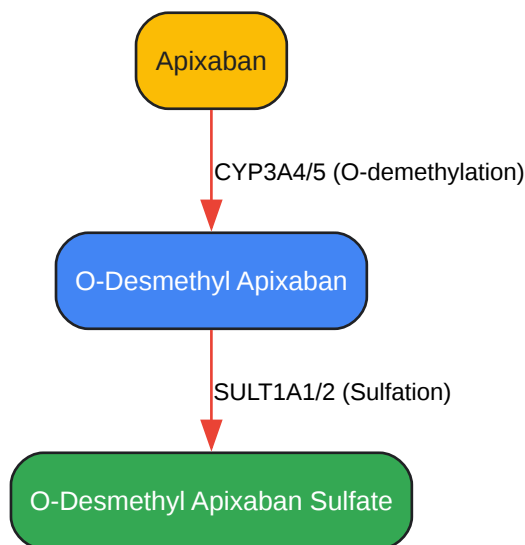 Apixaban
CYP3A4/5 (O-demethylation)
O-Desmethyl Apixaban
SULT1A1/2 (Sulfation)
O-Desmethyl Apixaban Sulfate